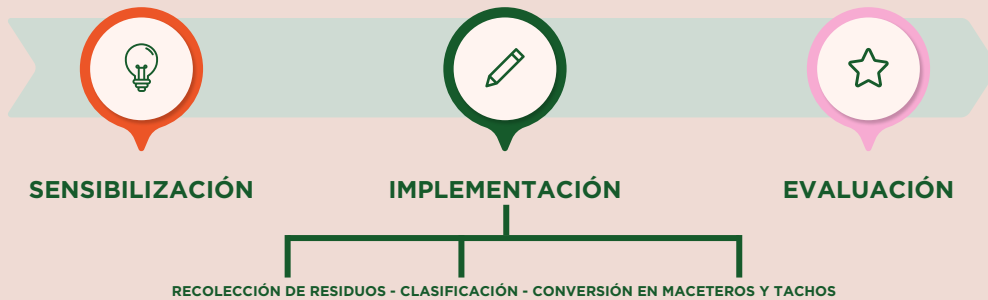 SENSIBILIZACIÓN
IMPLEMENTACIÓN
EVALUACIÓN
RECOLECCIÓN DE RESIDUOS - CLASIFICACIÓN - CONVERSIÓN EN MACETEROS Y TACHOS